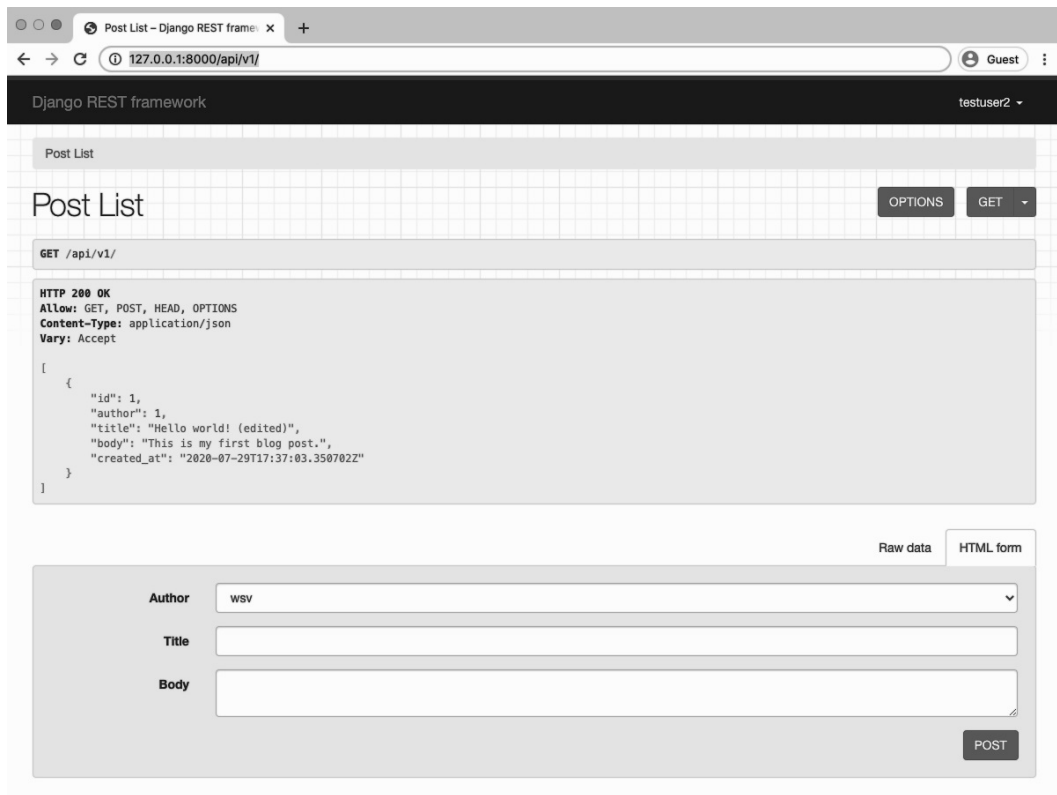 Post List – Django REST frame
127.0.0.1:8000/api/v1/
Guest
Django REST framework
testuser2
Post List
Post List
OPTIONS
GET
GET /api/v1/
HTTP 200 OK
Allow: GET, POST, HEAD, OPTIONS
Content-Type: application/json
Vary: Accept
[
{
"id": 1,
"author": 1,
"title": "Hello world! (edited)",
"body": "This is my first blog post.",
"created_at": "2020-07-29T17:37:03.350702Z"
}
]
Raw data
HTML form
Author
wsv
Title
Body
POST